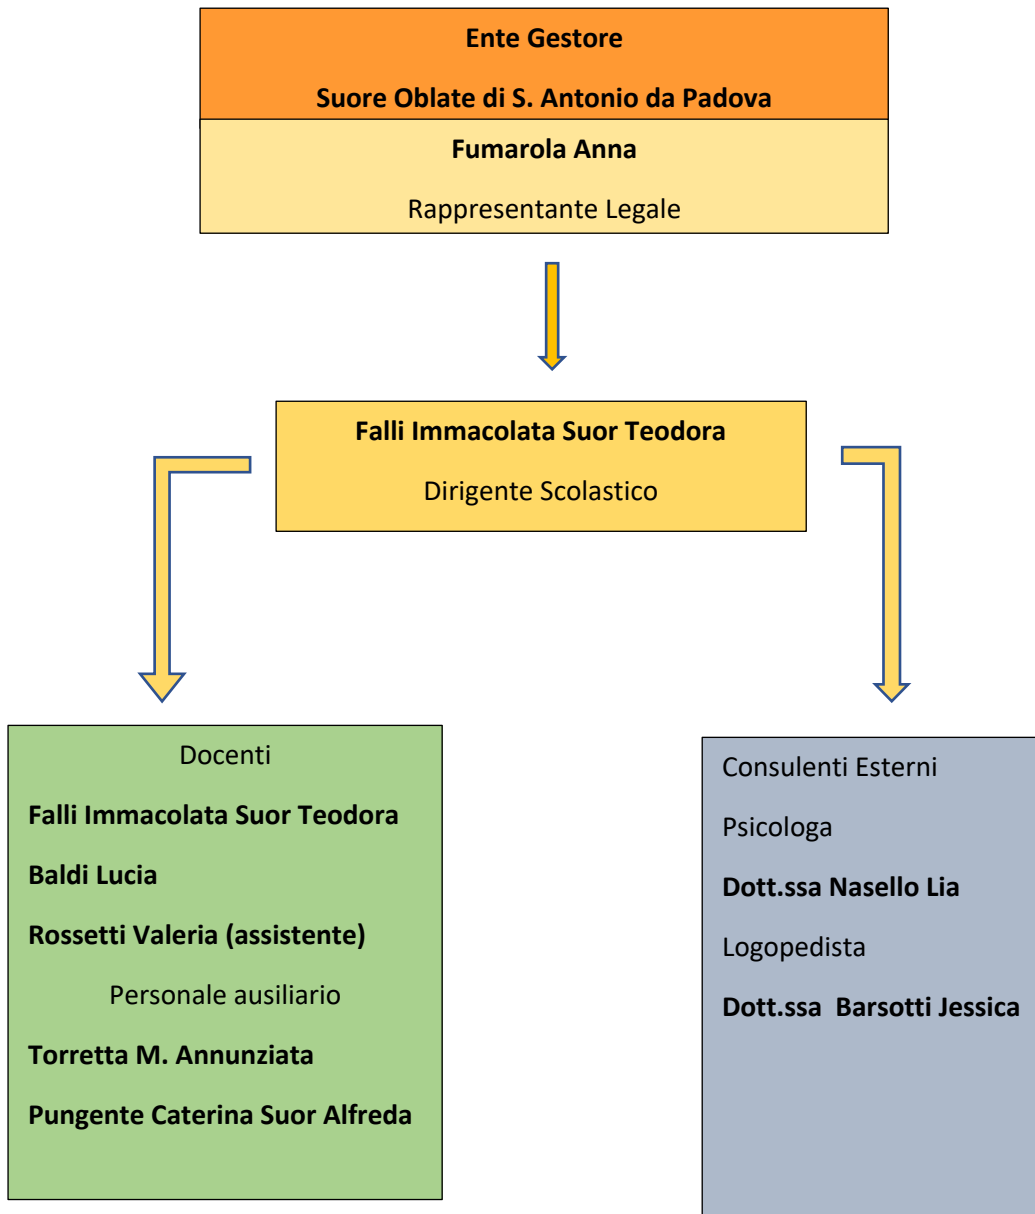 Ente Gestore
Suore Oblate di S. Antonio da Padova
Fumarola Anna
Rappresentante Legale
Falli Immacolata Suor Teodora
Dirigente Scolastico
Docenti
Falli Immacolata Suor Teodora
Baldi Lucia
Rossetti Valeria (assistente)
Personale ausiliario
Torretta M. Annunziata
Pungente Caterina Suor Alfreda
Consulenti Esterni
Psicologa
Dott.ssa Nasello Lia
Logopedista
Dott.ssa  Barsotti Jessica